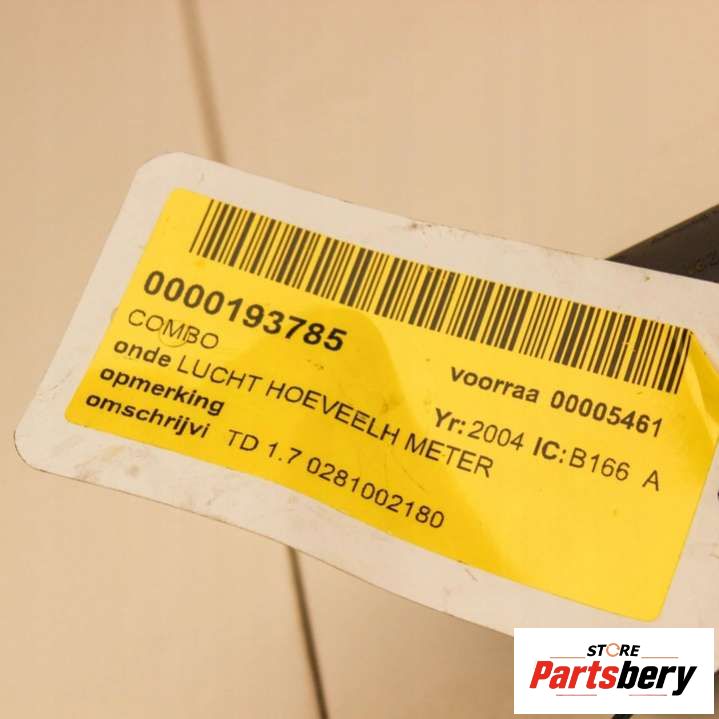 0000193785
voorraa 00005461
COMBO
Yr: 2004 IC: B166 A
onde LUCHT HOEVEELH METER
opmerking
omschrijvi TD 1.7 0281002180
STORE
Partsbery